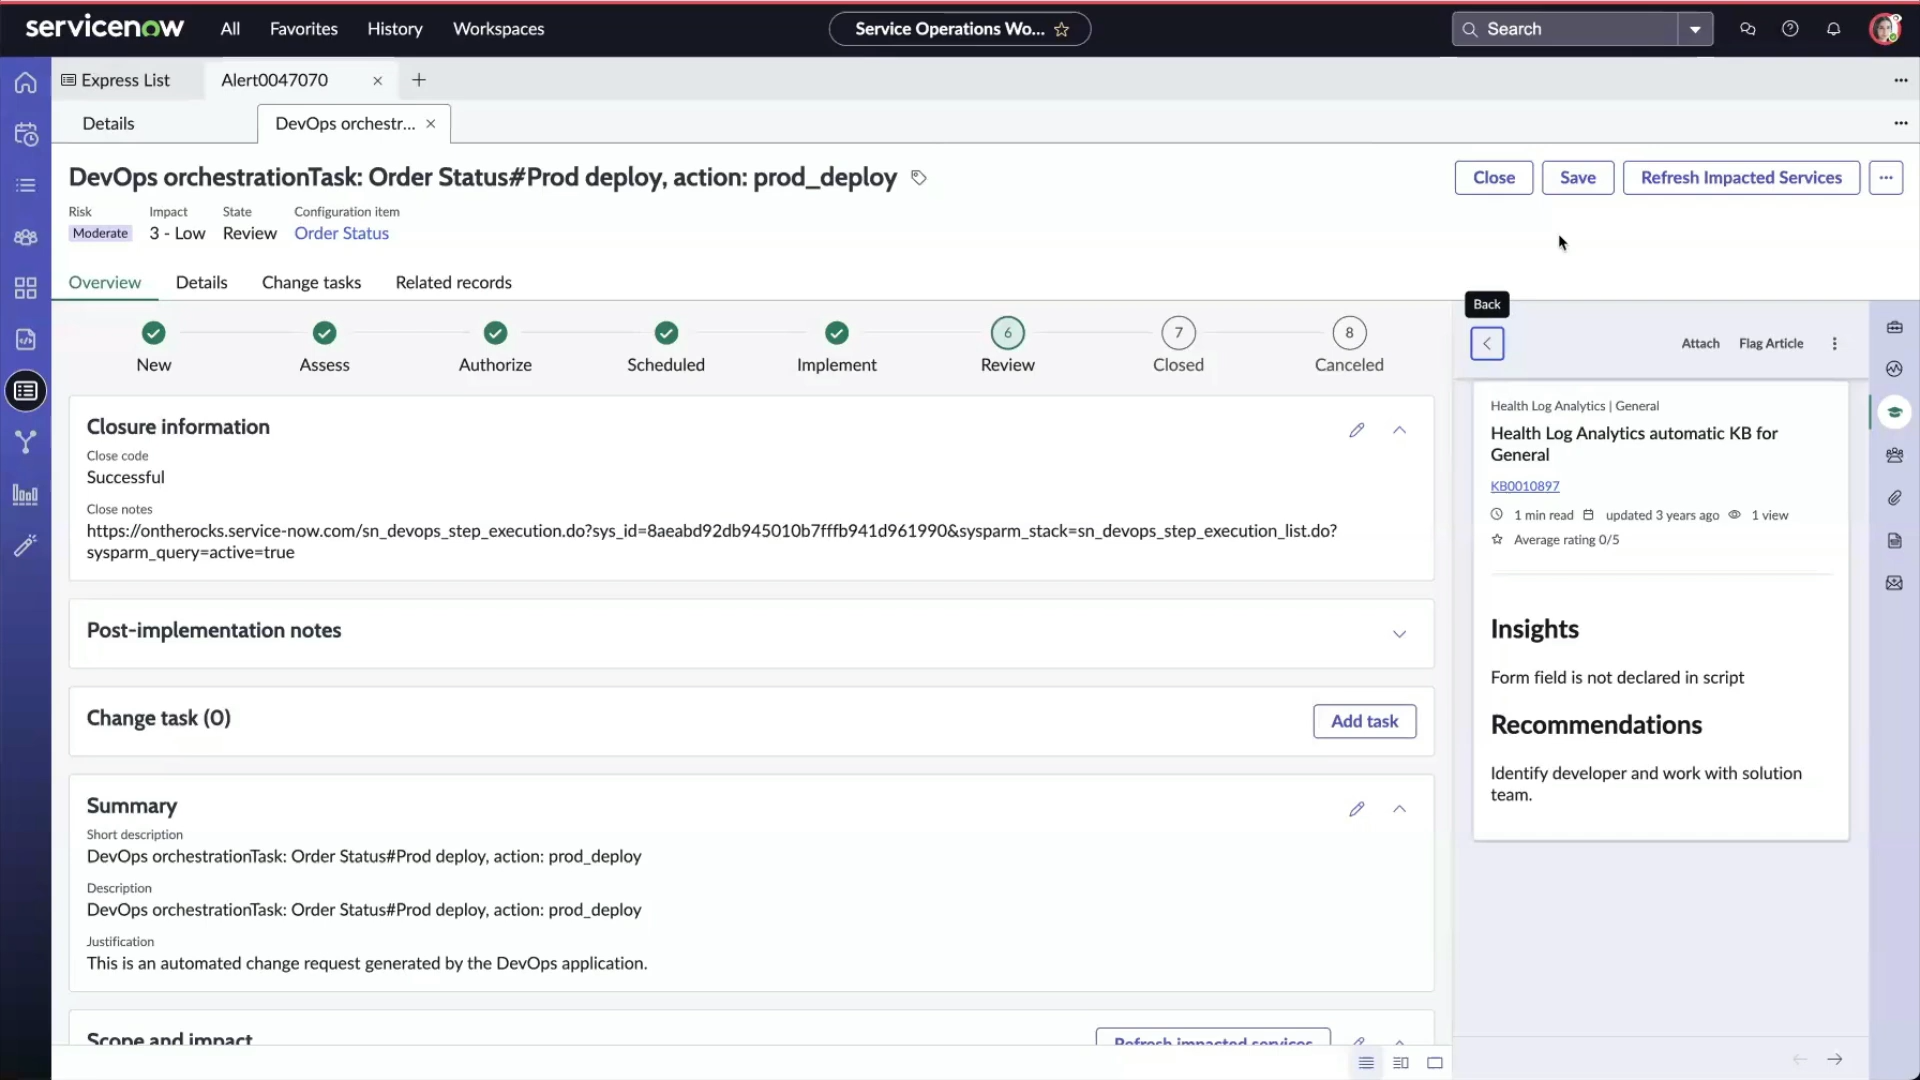 servicenow
All
Favorites
History
Workspaces
Service Operations Wo...
Search
Express List
Alert0047070
Details
DevOps orchestr...
DevOps orchestrationTask: Order Status#Prod deploy, action: prod_deploy
Close
Save
Refresh Impacted Services
Risk
Impact
State
Configuration item
Moderate
3 - Low
Review
Order Status
Overview
Details
Change tasks
Related records
Back
6
7
8
New
Assess
Authorize
Scheduled
Implement
Review
Closed
Canceled
Attach
Flag Article
Closure information
Close code
Successful
Close notes
https://ontherocks.service-now.com/sn_devops_step_execution.do?sys_id=8aeabd92db945010b7fffb941d961990&sysparm_stack=sn_devops_step_execution_list.do?
sysparm_query=active=true
Post-implementation notes
Change task (0)
Add task
Summary
Short description
DevOps orchestrationTask: Order Status#Prod deploy, action: prod_deploy
Description
DevOps orchestrationTask: Order Status#Prod deploy, action: prod_deploy
Justification
This is an automated change request generated by the DevOps application.
Scope and impact
Refresh impacted services
Health Log Analytics | General
Health Log Analytics automatic KB for
General
KB0010897
1 min read
updated 3 years ago
1 view
Average rating 0/5
Insights
Form field is not declared in script
Recommendations
Identify developer and work with solution
team.